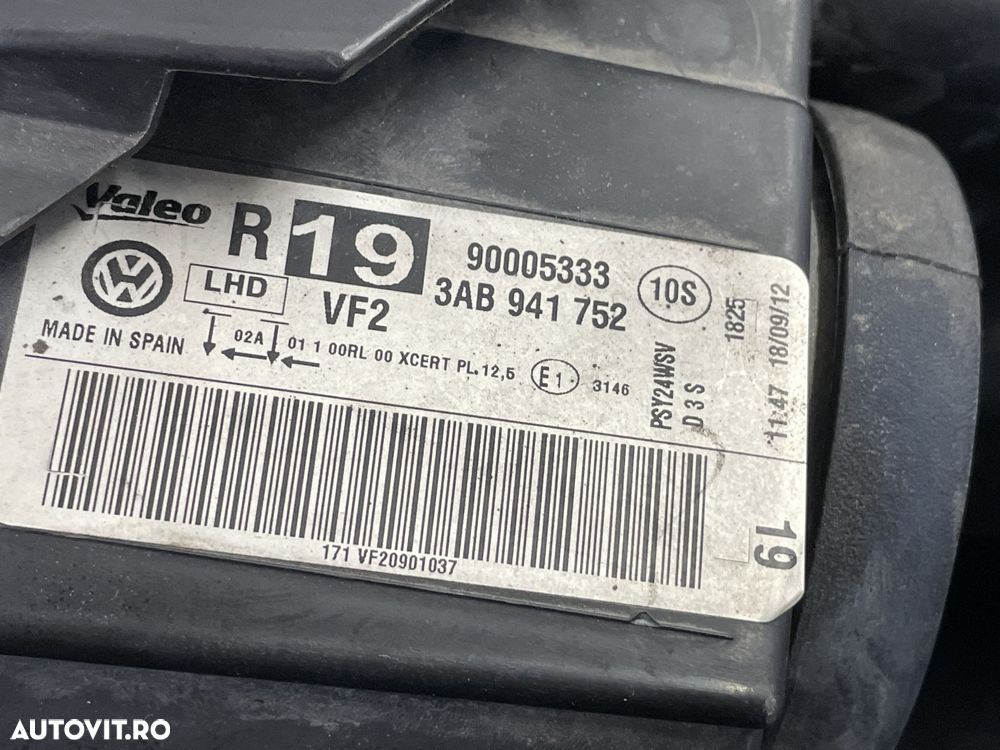 Valeo R 19 90005333 10S
LHD VF2 3AB 941 752
MADE IN SPAIN 02A 01 1 00RL 00 XCERT PL.12,5 E1 3146
PSY24WSV 1825
D3S
11:47 18/09/12
19
171 VF20901037
AUTOVIT.RO